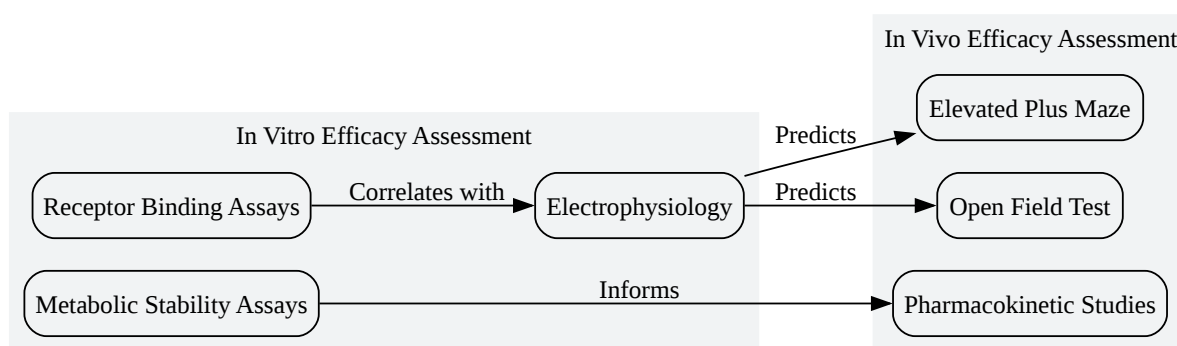 In Vivo Efficacy Assessment
Elevated Plus Maze
In Vitro Efficacy Assessment
Predicts
Receptor Binding Assays
Correlates with
Electrophysiology
Predicts
Open Field Test
Metabolic Stability Assays
Informs
Pharmacokinetic Studies